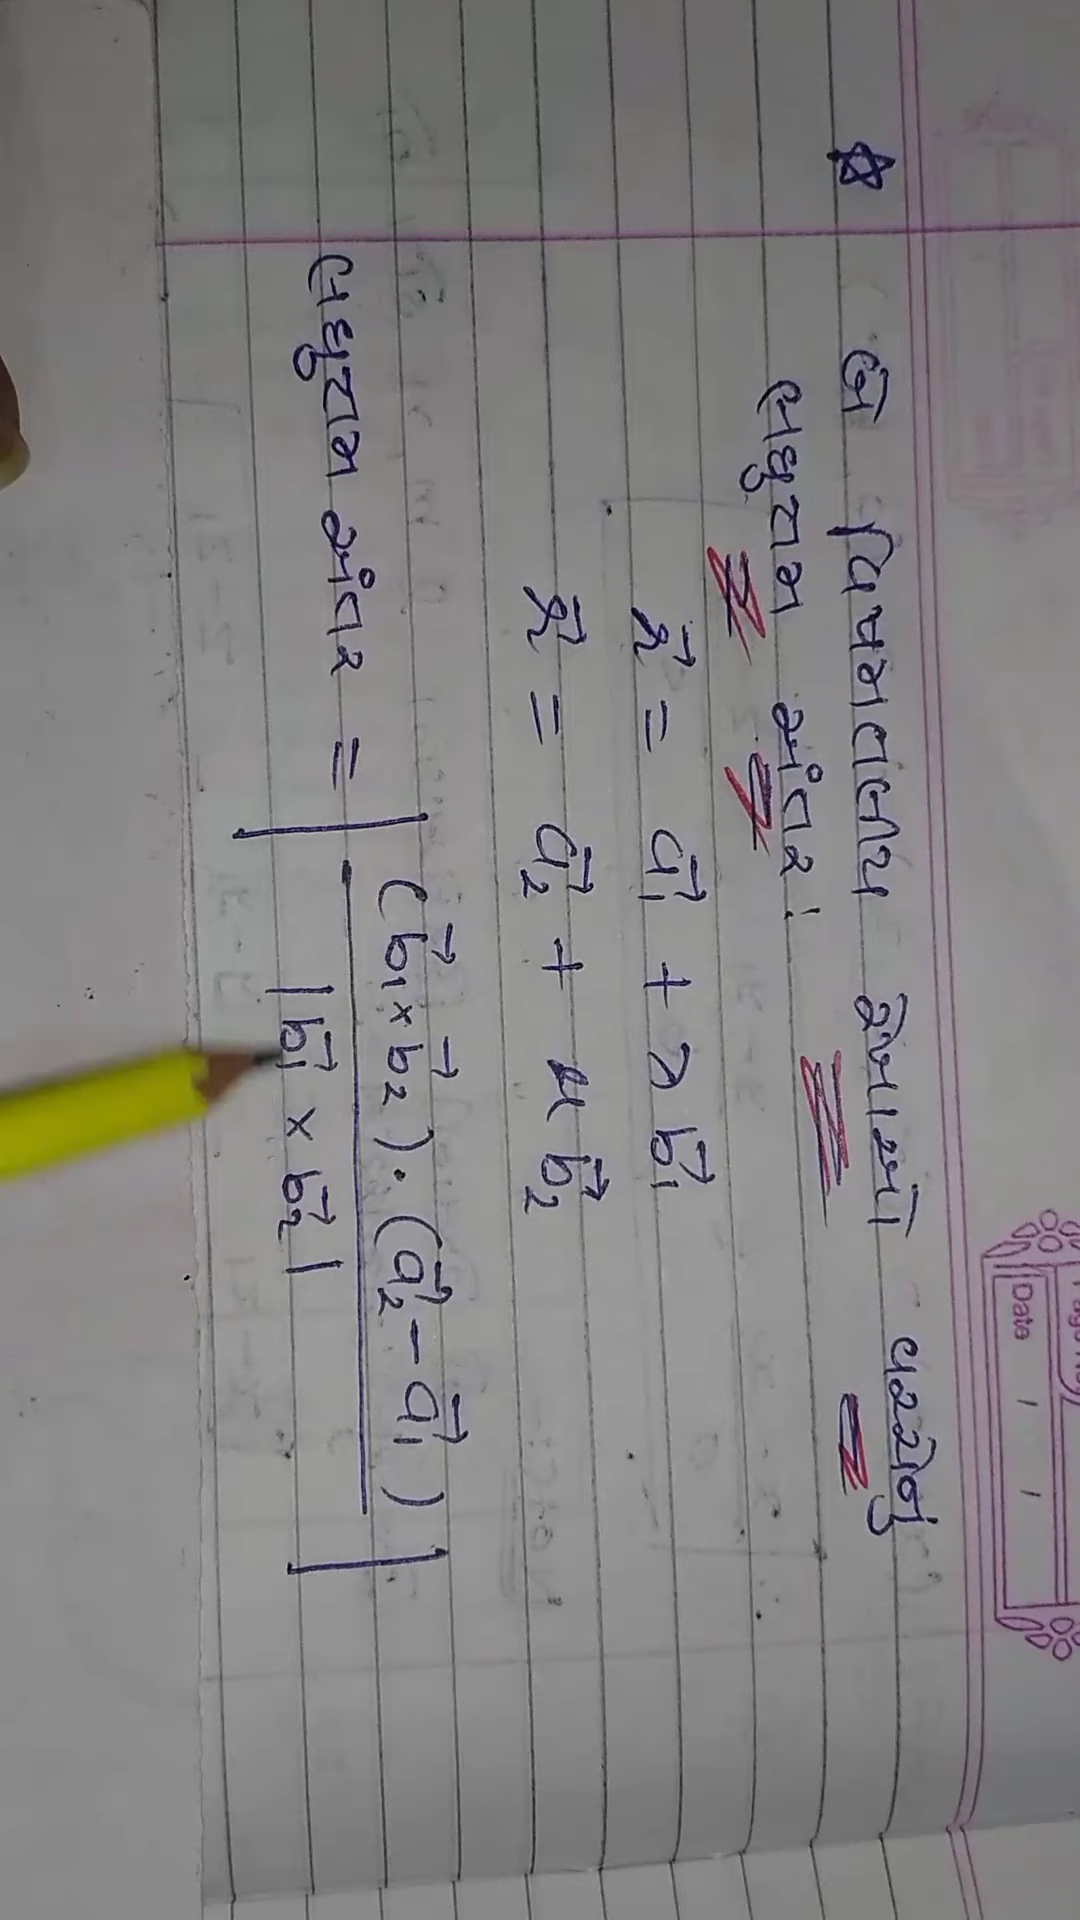 Date / /
☆ બે વિષમતલીય રેખાઓ વચ્ચેનું
લઘુત્તમ અંતર :
r⃗ = a⃗₁ + λ b⃗₁
r⃗ = a⃗₂ + μ b⃗₂
લઘુત્તમ અંતર = | (b⃗₁ × b⃗₂) · (a⃗₂ − a⃗₁) / |b⃗₁ × b⃗₂| |